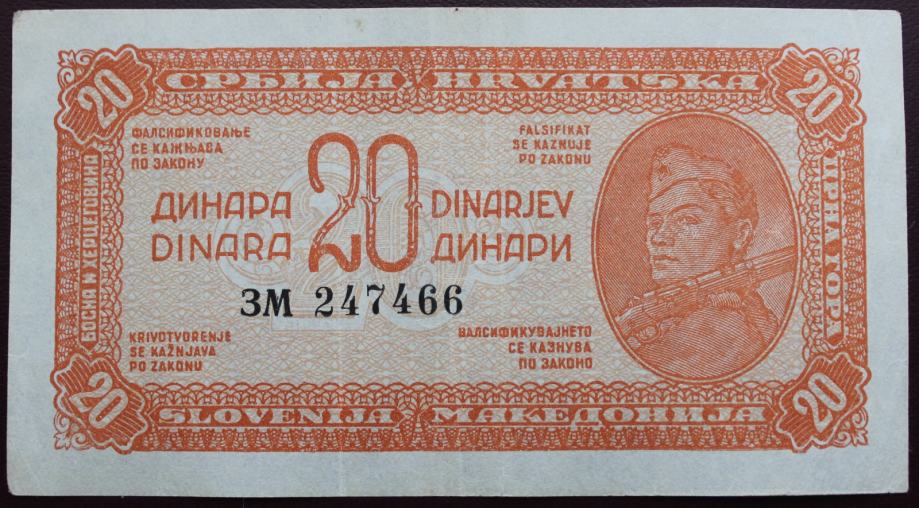 СРБИЈА HRVATSKA
20
20
ФАЛСИФИКОВАЊЕ
СЕ КАЖЊАВА
ПО ЗАКОНУ
FALSIFIKAT
SE KAZNUJE
PO ZAKONU
БОСНА И ХЕРЦЕГОВИНА
ЦРНА ГОРА
ДИНАРА
DINARA
20
DINARJEV
ДИНАРИ
ЗМ 247466
KRIVOTVORENJE
SE KAŽNJAVA
PO ZAKONU
ВАЛСИФИКУВАЈНЕТО
СЕ КАЗНУВА
ПО ЗАКОНО
20
20
SLOVENIJA МАКЕДОНИЈА